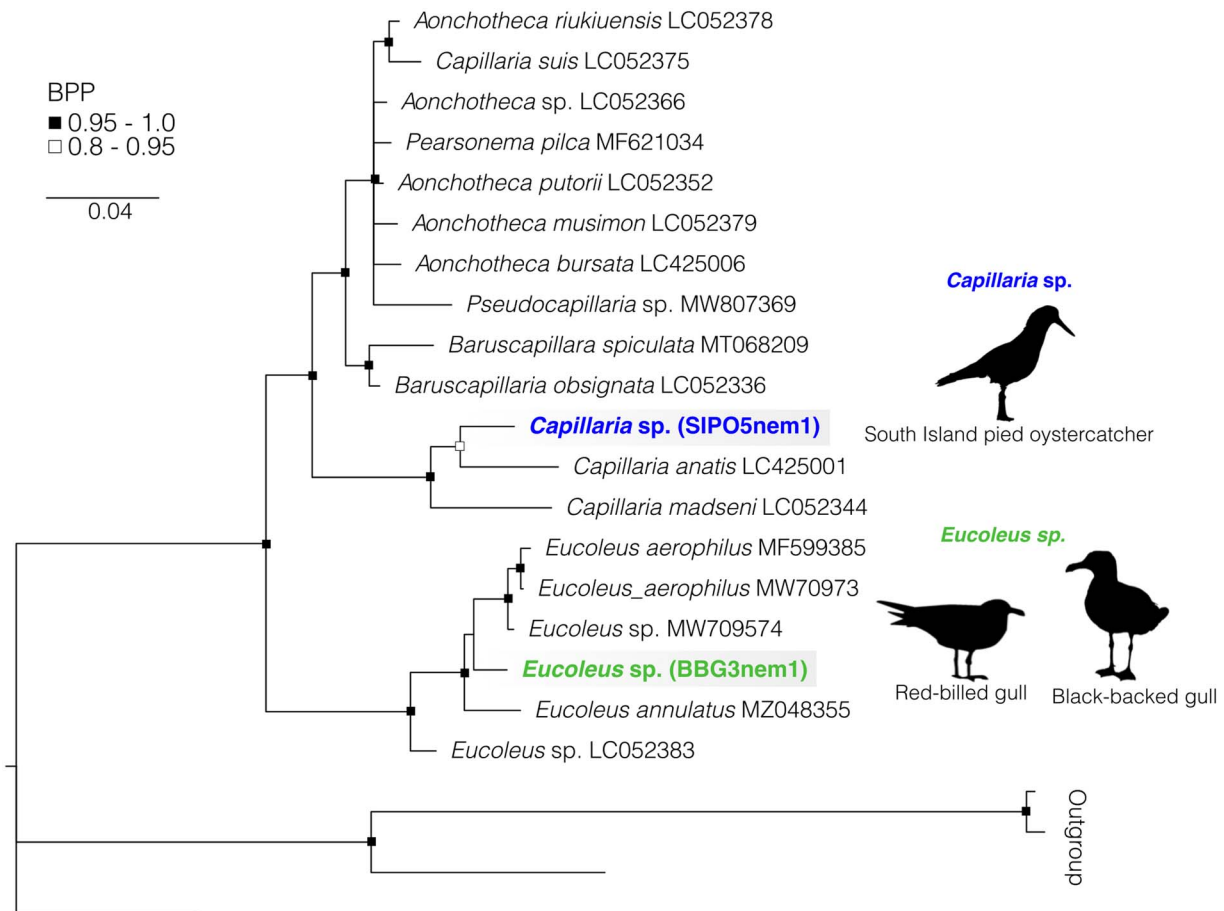 Aonchotheca riukiuensis LC052378
Capillaria suis LC052375
BPP
0.95 - 1.0
0.8 - 0.95
0.04
Aonchotheca sp. LC052366
Pearsonema pilca MF621034
Aonchotheca putorii LC052352
Aonchotheca musimon LC052379
Aonchotheca bursata LC425006
Pseudocapillaria sp. MW807369
Baruscapillara spiculata MT068209
Baruscapillaria obsignata LC052336
Capillaria sp. (SIPO5nem1)
Capillaria anatis LC425001
Capillaria madseni LC052344
Eucoleus aerophilus MF599385
Eucoleus_aerophilus MW70973
Eucoleus sp. MW709574
Eucoleus sp. (BBG3nem1)
Eucoleus annulatus MZ048355
Eucoleus sp. LC052383
Capillaria sp.
South Island pied oystercatcher
Eucoleus sp.
Red-billed gull
Black-backed gull
Outgroup